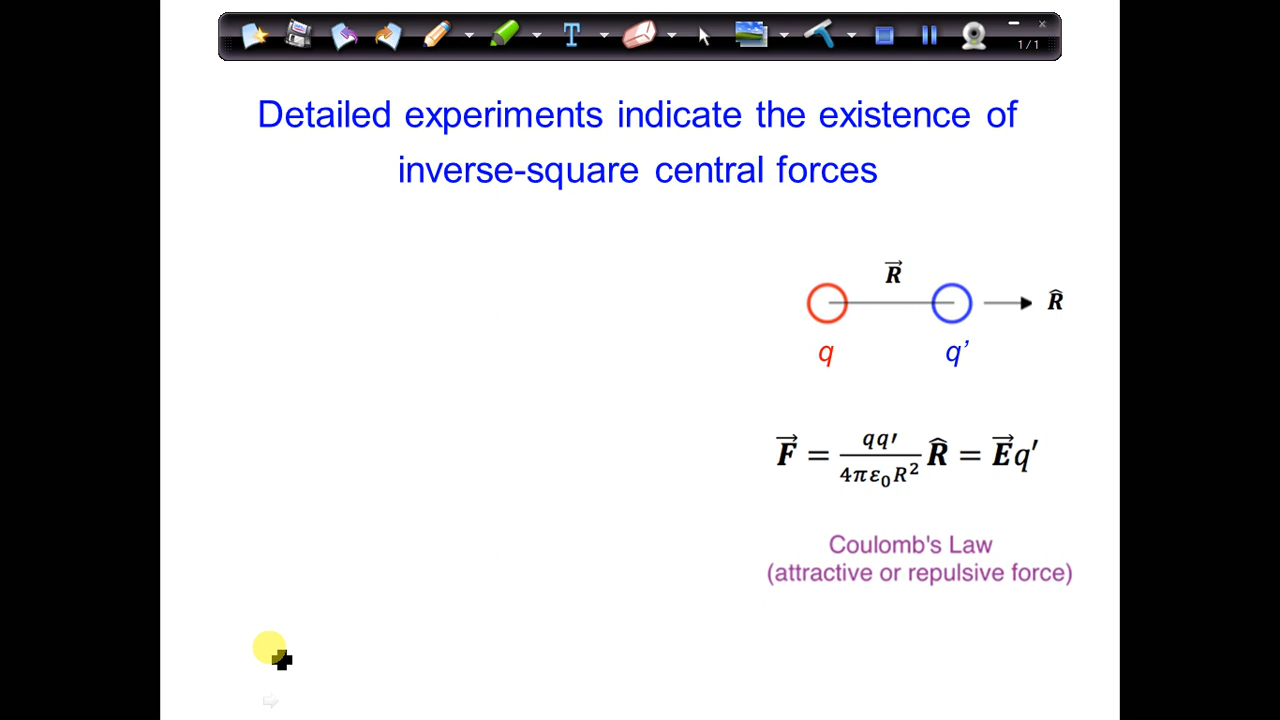 T
1/1
Detailed experiments indicate the existence of
inverse-square central forces
R⃗
R̂
q
q’
F⃗ = qq′/4πε₀R² R̂ = E⃗q′
Coulomb's Law
(attractive or repulsive force)